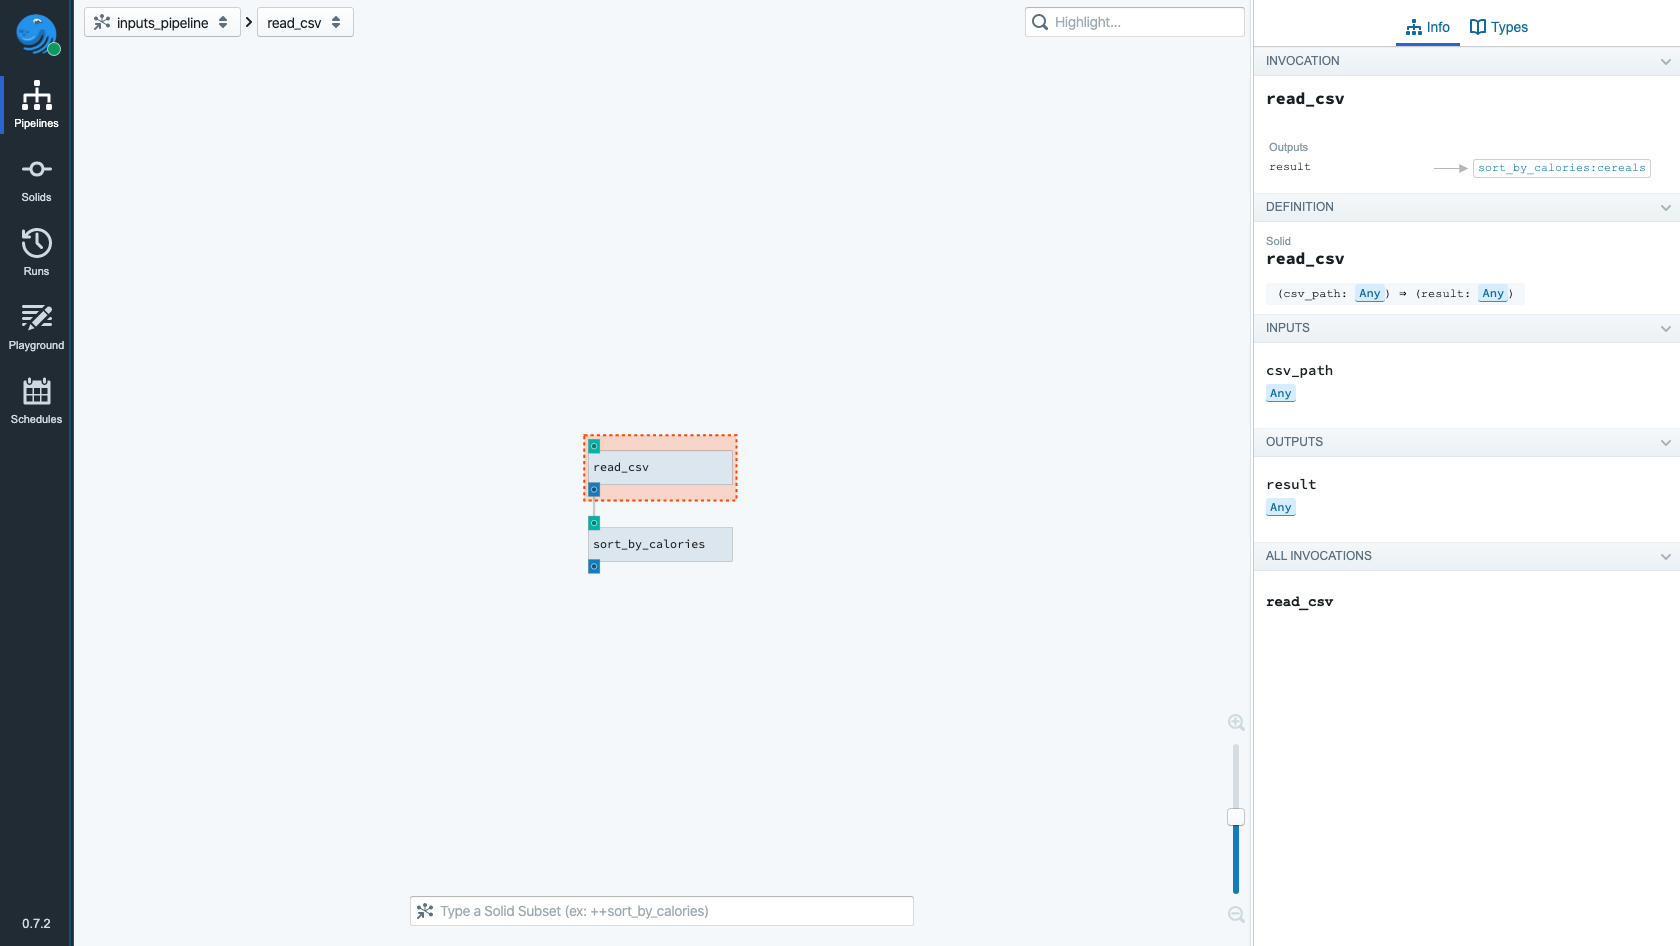 inputs_pipeline
read_csv
Highlight...
Info
Types
Pipelines
Solids
Runs
Playground
Schedules
0.7.2
read_csv
sort_by_calories
Type a Solid Subset (ex: ++sort_by_calories)
INVOCATION
read_csv
Outputs
result
sort_by_calories:cereals
DEFINITION
Solid
read_csv
(csv_path: Any) ⇒ (result: Any)
INPUTS
csv_path
Any
OUTPUTS
result
Any
ALL INVOCATIONS
read_csv